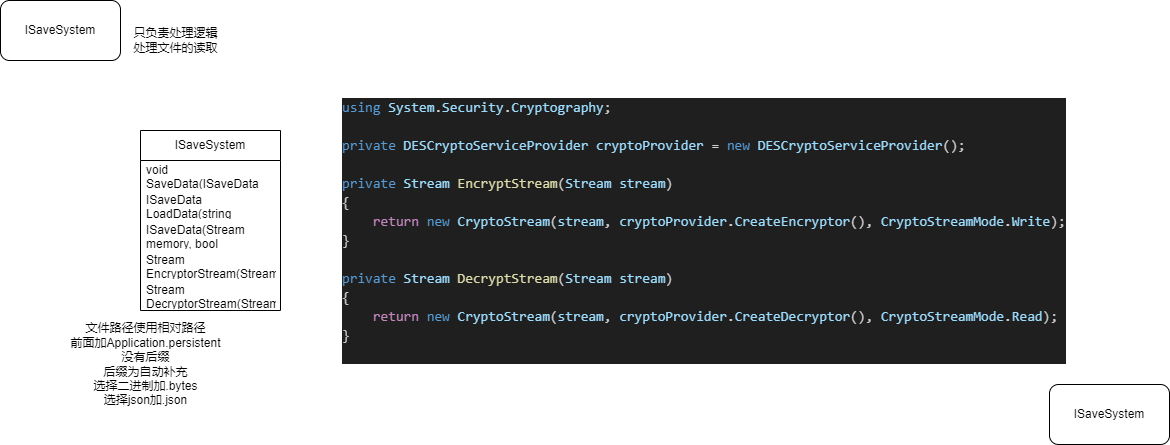 ISaveSystem
只负责处理逻辑
处理文件的读取
ISaveSystem
void
SaveData(ISaveData
ISaveData
LoadData(string
ISaveData(Stream
memory, bool
Stream
EncryptorStream(Stream
Stream
DecryptorStream(Stream
文件路径使用相对路径
前面加Application.persistent
没有后缀
后缀为自动补充
选择二进制加.bytes
选择json加.json
using System.Security.Cryptography;
private DESCryptoServiceProvider cryptoProvider = new DESCryptoServiceProvider();
private Stream EncryptStream(Stream stream)
{
return new CryptoStream(stream, cryptoProvider.CreateEncryptor(), CryptoStreamMode.Write);
}
private Stream DecryptStream(Stream stream)
{
return new CryptoStream(stream, cryptoProvider.CreateDecryptor(), CryptoStreamMode.Read);
}
ISaveSystem